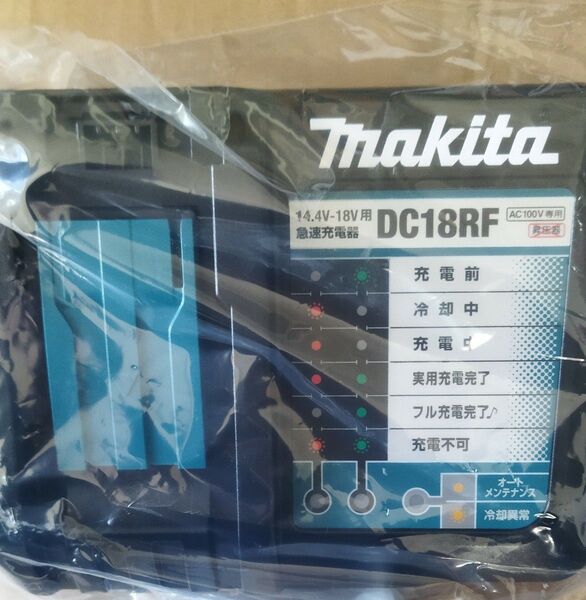 makita
14.4V-18V用
急速充電器
DC18RF
AC100V専用
昇圧器
充電前
冷却中
充電中
実用充電完了
フル充電完了♪
充電不可
オート
メンテナンス
冷却異常